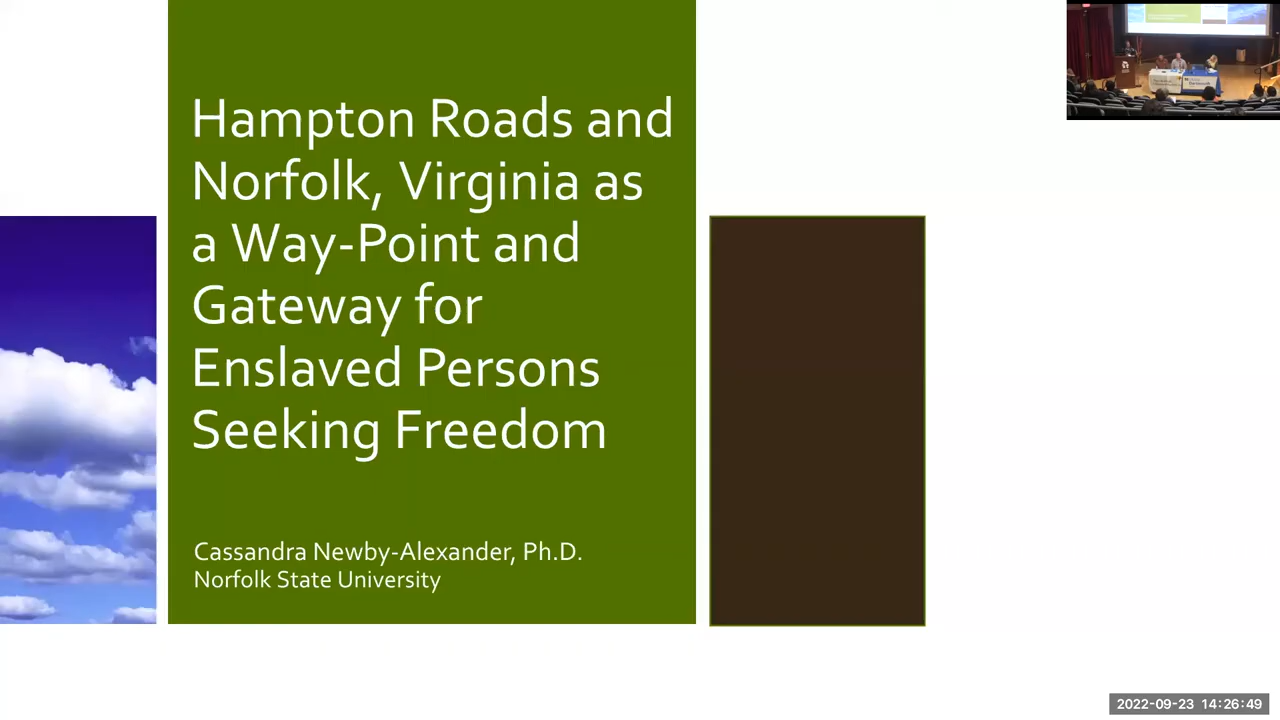 Hampton Roads and
Norfolk, Virginia as
a Way-Point and
Gateway for
Enslaved Persons
Seeking Freedom
Cassandra Newby-Alexander, Ph.D.
Norfolk State University
2022-09-23 14:26:49